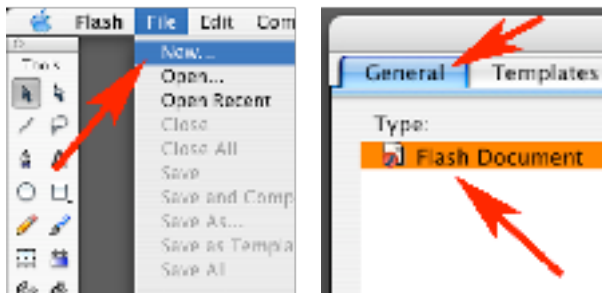 Flash File Edit Com
Tools
New...
Open...
Open Recent
Close
Close All
Save
Save and Comp
Save As...
Save as Templa
Save All
General Templates
Type:
Flash Document